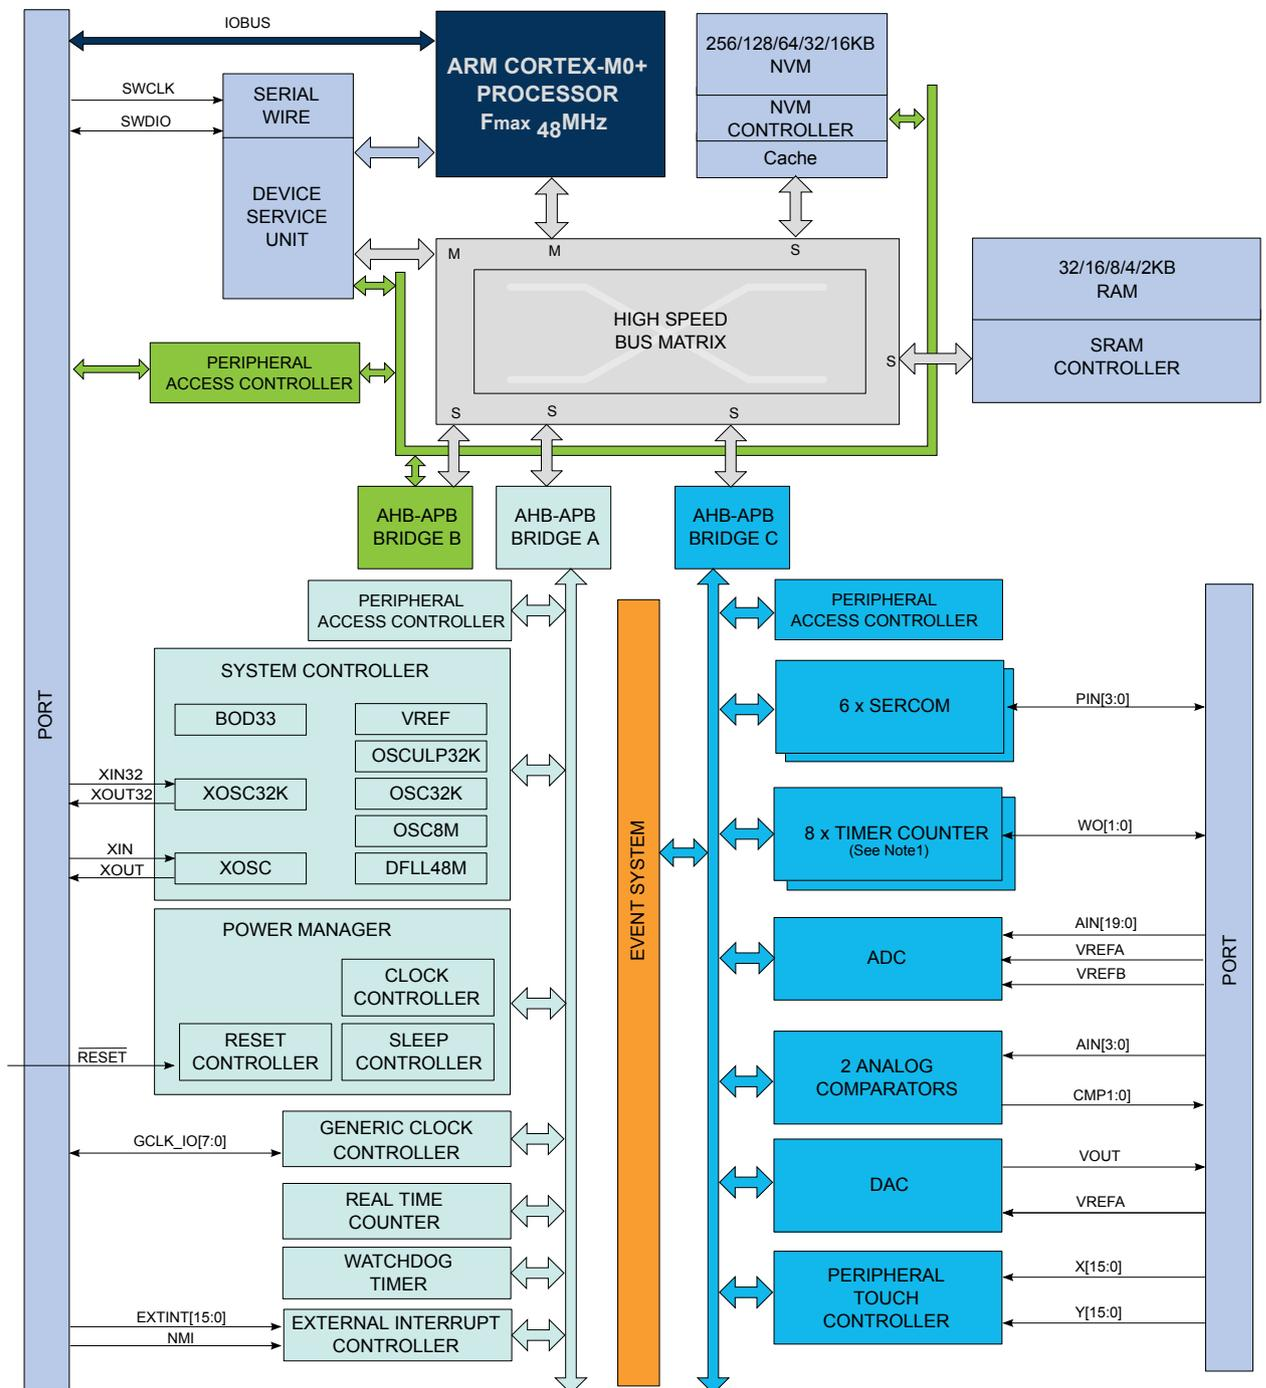 IOBUS
ARM CORTEX-M0+
PROCESSOR
Fmax 48MHz
256/128/64/32/16KB
NVM
NVM
CONTROLLER
Cache
SWCLK
SWDIO
SERIAL
WIRE
DEVICE
SERVICE
UNIT
M
M
S
32/16/8/4/2KB
RAM
SRAM
CONTROLLER
HIGH SPEED
BUS MATRIX
S
PERIPHERAL
ACCESS CONTROLLER
S
S
S
AHB-APB
BRIDGE B
AHB-APB
BRIDGE A
AHB-APB
BRIDGE C
PORT
PERIPHERAL
ACCESS CONTROLLER
SYSTEM CONTROLLER
BOD33
VREF
OSCULP32K
XIN32
XOUT32
XOSC32K
OSC32K
OSC8M
XIN
XOUT
XOSC
DFLL48M
POWER MANAGER
CLOCK
CONTROLLER
RESET
RESET
CONTROLLER
SLEEP
CONTROLLER
GCLK_IO[7:0]
GENERIC CLOCK
CONTROLLER
REAL TIME
COUNTER
WATCHDOG
TIMER
EXTINT[15:0]
NMI
EXTERNAL INTERRUPT
CONTROLLER
EVENT SYSTEM
PERIPHERAL
ACCESS CONTROLLER
6 x SERCOM
PIN[3:0]
8 x TIMER COUNTER
(See Note1)
WO[1:0]
ADC
AIN[19:0]
VREFA
VREFB
2 ANALOG
COMPARATORS
AIN[3:0]
CMP1:0]
DAC
VOUT
VREFA
PERIPHERAL
TOUCH
CONTROLLER
X[15:0]
Y[15:0]
PORT